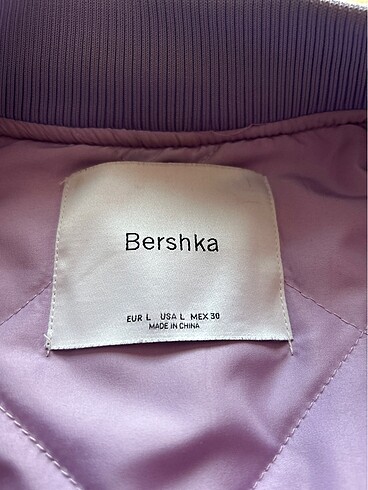 Bershka
EUR L USA L MEX 30
MADE IN CHINA